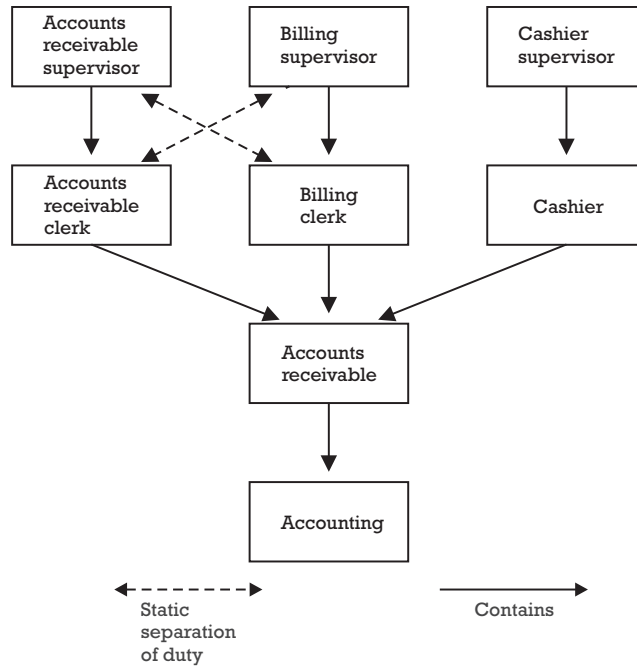 Accounts
receivable
supervisor
Billing
supervisor
Cashier
supervisor
Accounts
receivable
clerk
Billing
clerk
Cashier
Accounts
receivable
Accounting
Static
separation
of duty
Contains